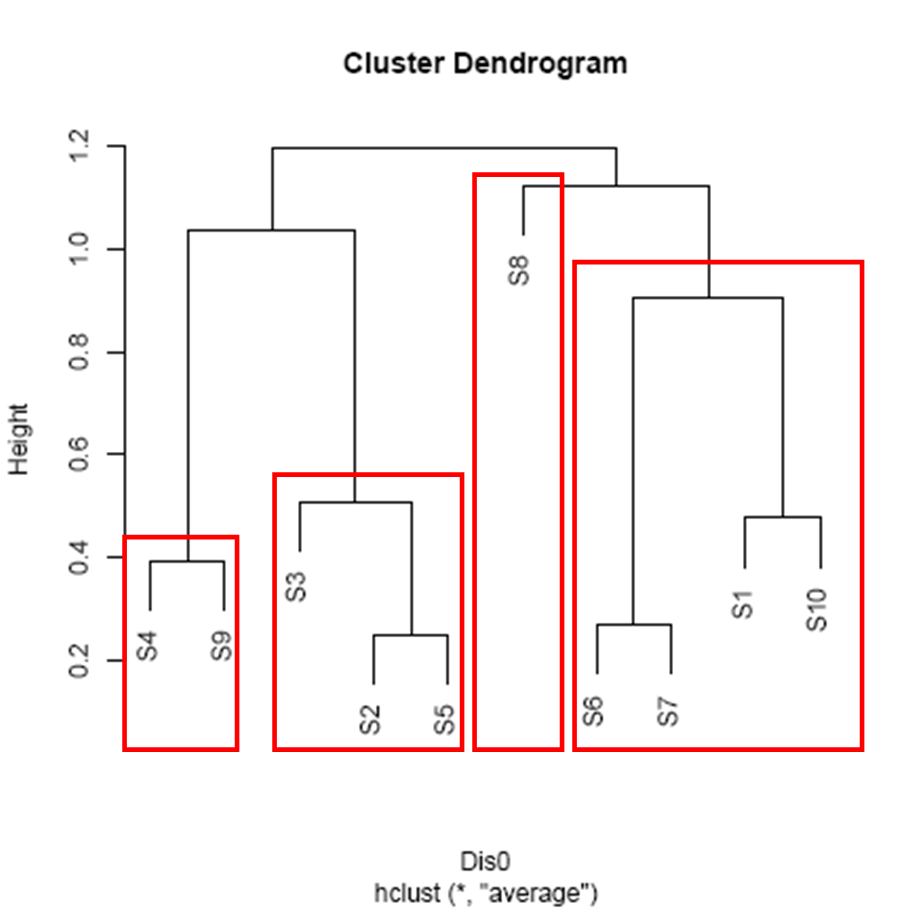 Cluster Dendrogram
Height
1.2
1.0
0.8
0.6
0.4
0.2
S4
S9
S3
S2
S5
S8
S6
S7
S1
S10
Dis0
hclust (*, "average")